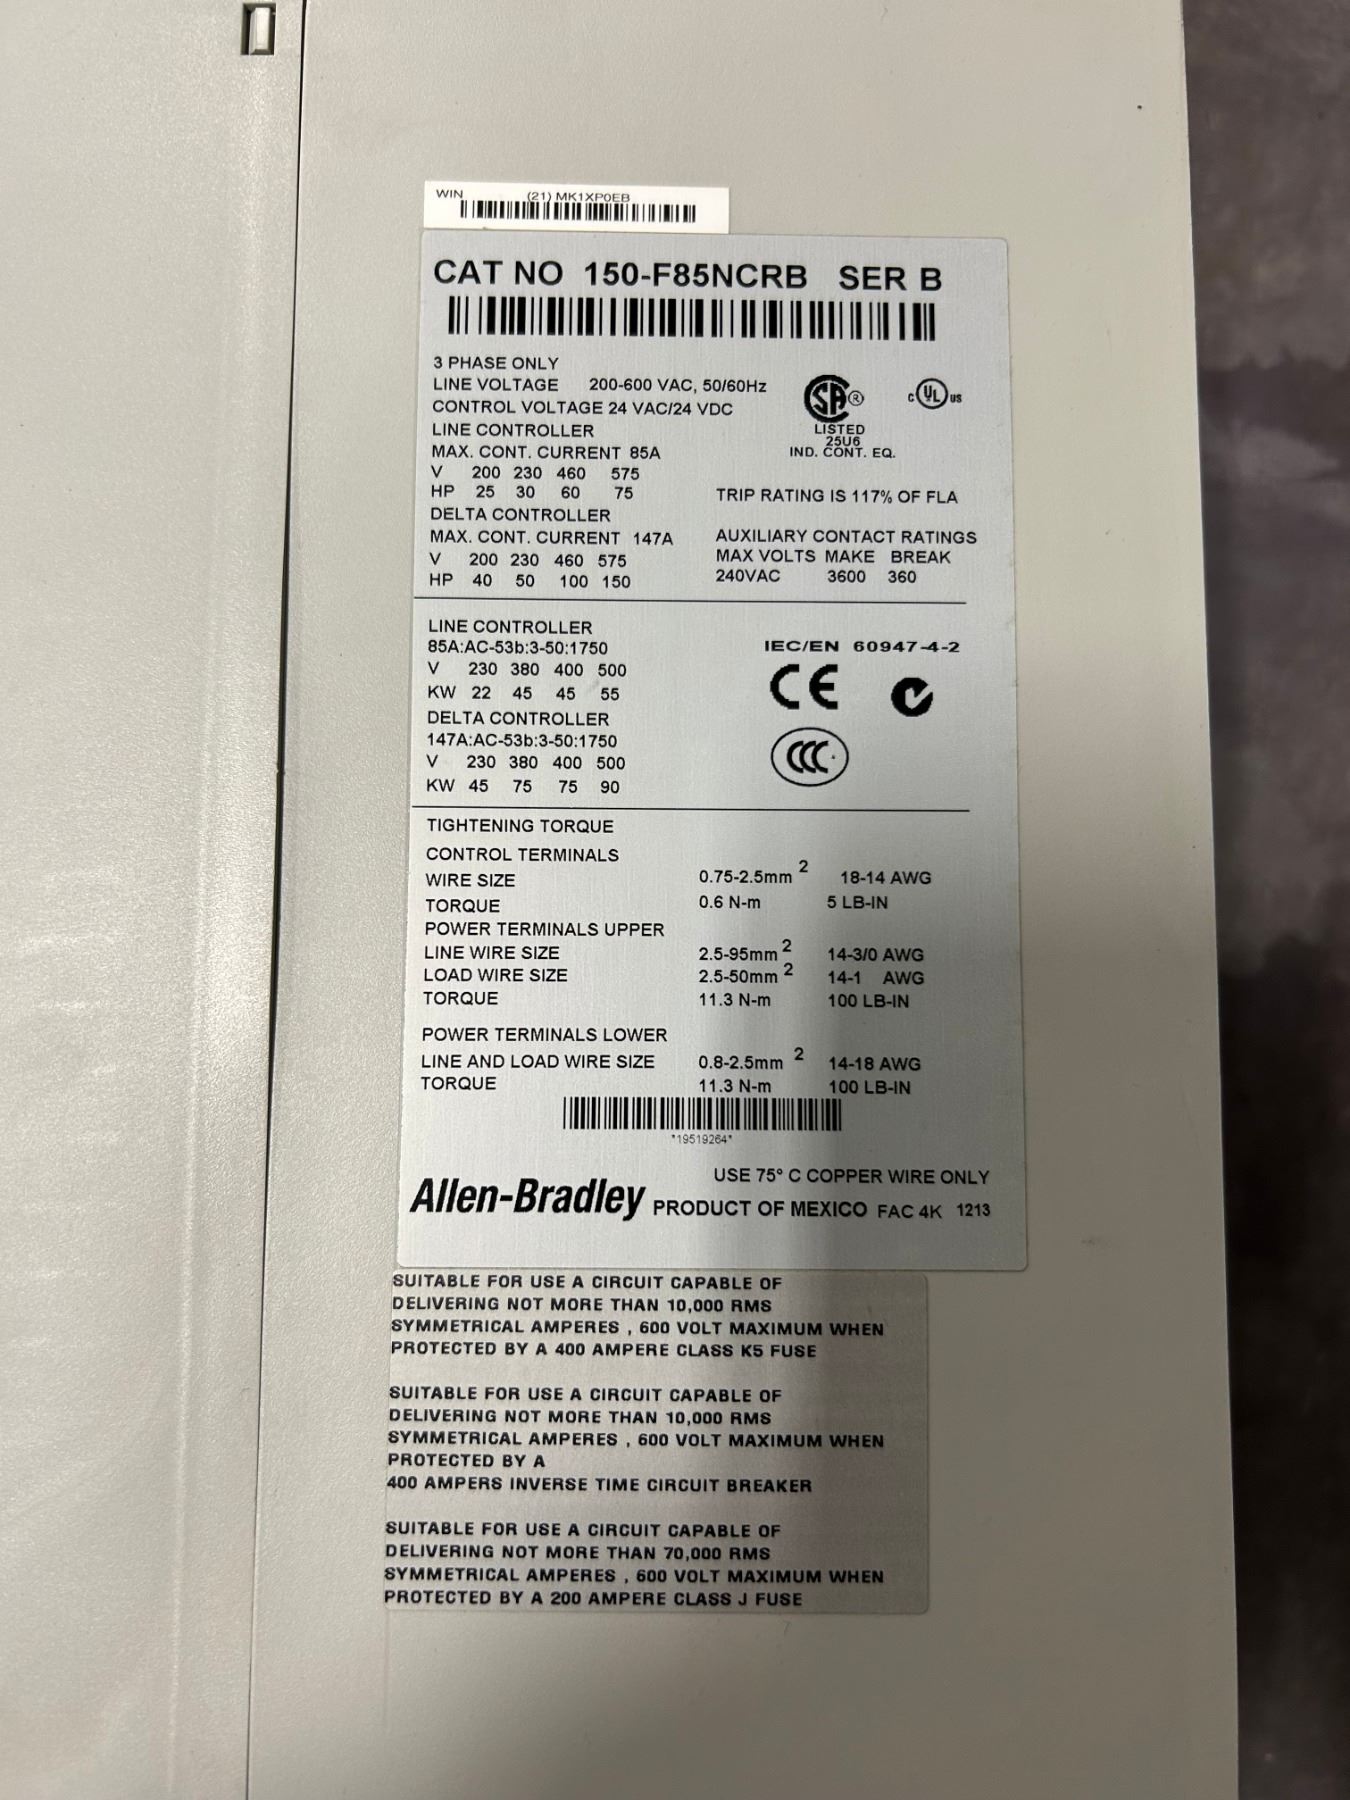 WIN (21) MK1XP0EB
CAT NO 150-F85NCRB SER B
3 PHASE ONLY
LINE VOLTAGE 200-600 VAC, 50/60Hz
CONTROL VOLTAGE 24 VAC/24 VDC
LINE CONTROLLER
MAX. CONT. CURRENT 85A
V 200 230 460 575
HP 25 30 60 75
DELTA CONTROLLER
MAX. CONT. CURRENT 147A
V 200 230 460 575
HP 40 50 100 150
SA ®
c UL us
LISTED
25U6
IND. CONT. EQ.
TRIP RATING IS 117% OF FLA
AUXILIARY CONTACT RATINGS
MAX VOLTS MAKE BREAK
240VAC 3600 360
LINE CONTROLLER
85A:AC-53b:3-50:1750
V 230 380 400 500
KW 22 45 45 55
DELTA CONTROLLER
147A:AC-53b:3-50:1750
V 230 380 400 500
KW 45 75 75 90
IEC/EN 60947-4-2
CE
CCC
TIGHTENING TORQUE
CONTROL TERMINALS
WIRE SIZE 0.75-2.5mm 2 18-14 AWG
TORQUE 0.6 N-m 5 LB-IN
POWER TERMINALS UPPER
LINE WIRE SIZE 2.5-95mm 2 14-3/0 AWG
LOAD WIRE SIZE 2.5-50mm 2 14-1 AWG
TORQUE 11.3 N-m 100 LB-IN
POWER TERMINALS LOWER
LINE AND LOAD WIRE SIZE 0.8-2.5mm 2 14-18 AWG
TORQUE 11.3 N-m 100 LB-IN
*19519264*
USE 75° C COPPER WIRE ONLY
Allen-Bradley PRODUCT OF MEXICO FAC 4K 1213
SUITABLE FOR USE A CIRCUIT CAPABLE OF
DELIVERING NOT MORE THAN 10,000 RMS
SYMMETRICAL AMPERES , 600 VOLT MAXIMUM WHEN
PROTECTED BY A 400 AMPERE CLASS K5 FUSE
SUITABLE FOR USE A CIRCUIT CAPABLE OF
DELIVERING NOT MORE THAN 10,000 RMS
SYMMETRICAL AMPERES , 600 VOLT MAXIMUM WHEN
PROTECTED BY A
400 AMPERS INVERSE TIME CIRCUIT BREAKER
SUITABLE FOR USE A CIRCUIT CAPABLE OF
DELIVERING NOT MORE THAN 70,000 RMS
SYMMETRICAL AMPERES , 600 VOLT MAXIMUM WHEN
PROTECTED BY A 200 AMPERE CLASS J FUSE